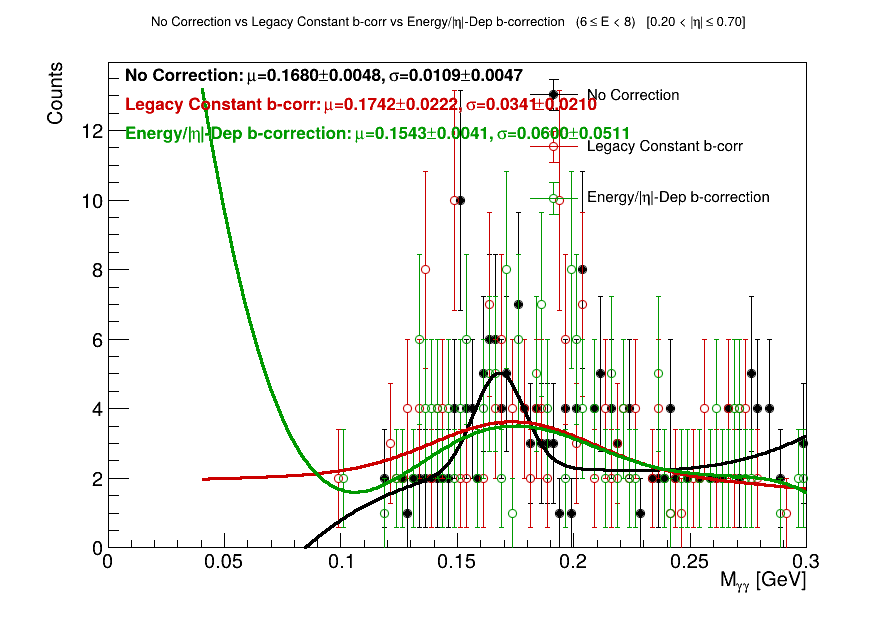 No Correction vs Legacy Constant b-corr vs Energy/|η|-Dep b-correction (6 ≤ E < 8) [0.20 < |η| ≤ 0.70]
Counts
No Correction: μ=0.1680±0.0048, σ=0.0109±0.0047
Legacy Constant b-corr: μ=0.1742±0.0222, σ=0.0341±0.0210
Energy/|η|-Dep b-correction: μ=0.1543±0.0041, σ=0.0600±0.0511
No Correction
Legacy Constant b-corr
Energy/|η|-Dep b-correction
12
10
8
6
4
2
0
0 0.05 0.1 0.15 0.2 0.25 0.3
Mγγ [GeV]